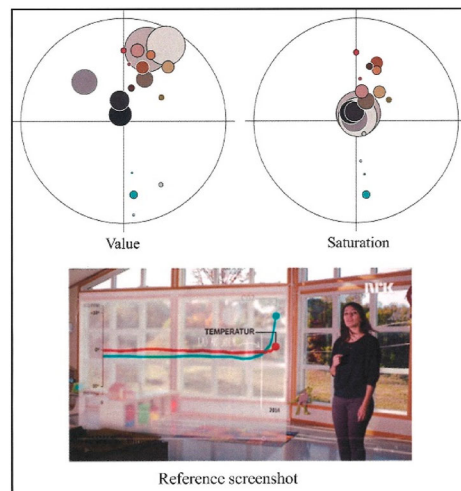 Value
Saturation
NRK
TEMPERATUR
Reference screenshot